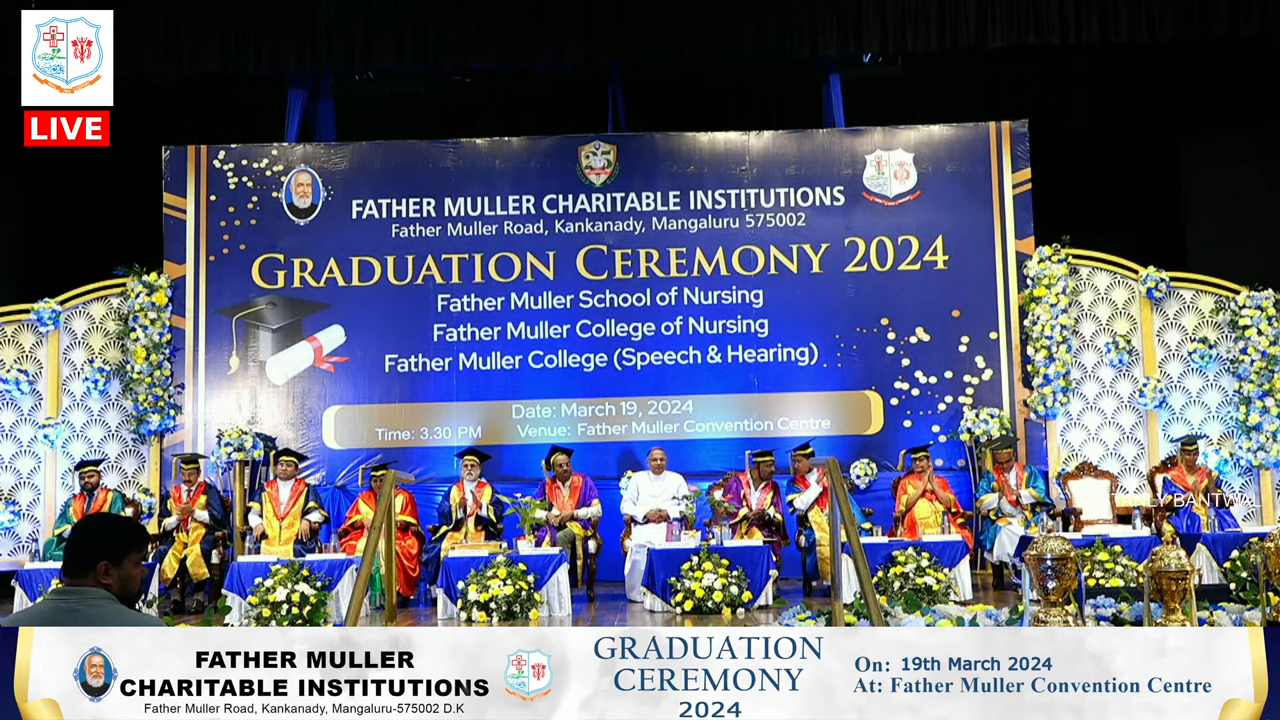 LIVE
25
FATHER MULLER CHARITABLE INSTITUTIONS
Father Muller Road, Kankanady, Mangaluru 575002
GRADUATION CEREMONY 2024
Father Muller School of Nursing
Father Muller College of Nursing
Father Muller College (Speech & Hearing)
Date: March 19, 2024
Time: 3.30 PM Venue: Father Muller Convention Centre
FATHER MULLER
CHARITABLE INSTITUTIONS
Father Muller Road, Kankanady, Mangaluru-575002 D.K
GRADUATION
CEREMONY
2024
On: 19th March 2024
At: Father Muller Convention Centre